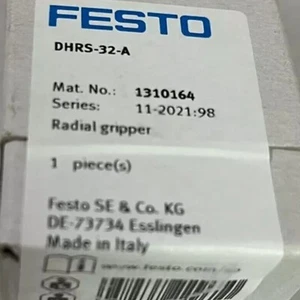 FESTO
DHRS-32-A
Mat. No.: 1310164
Series: 11-2021:98
Radial gripper
1 piece(s)
Festo SE & Co. KG
DE-73734 Esslingen
Made in Italy